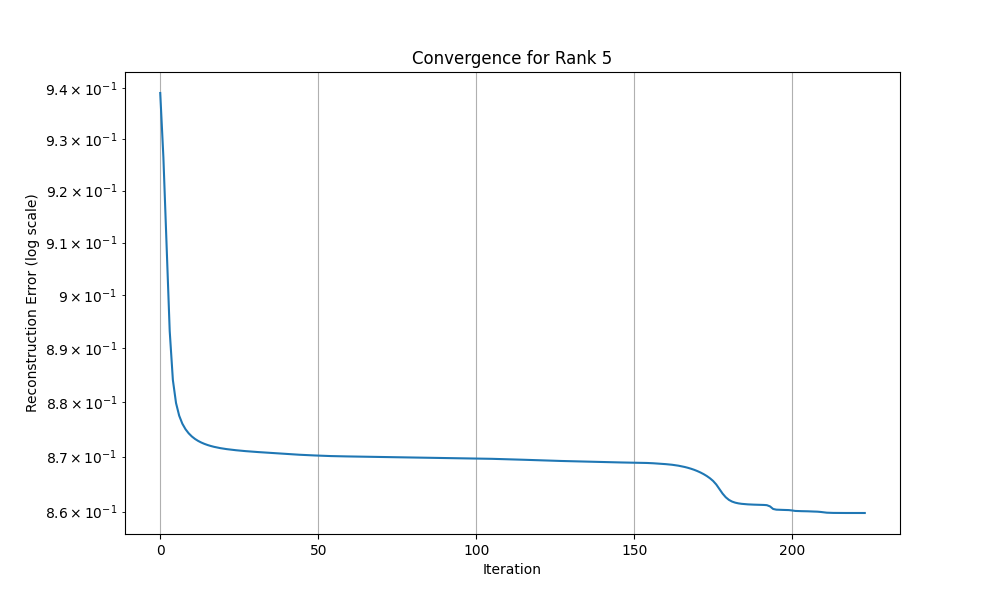 Convergence for Rank 5
Reconstruction Error (log scale)
9.4 × 10⁻¹
9.3 × 10⁻¹
9.2 × 10⁻¹
9.1 × 10⁻¹
9 × 10⁻¹
8.9 × 10⁻¹
8.8 × 10⁻¹
8.7 × 10⁻¹
8.6 × 10⁻¹
0 50 100 150 200
Iteration